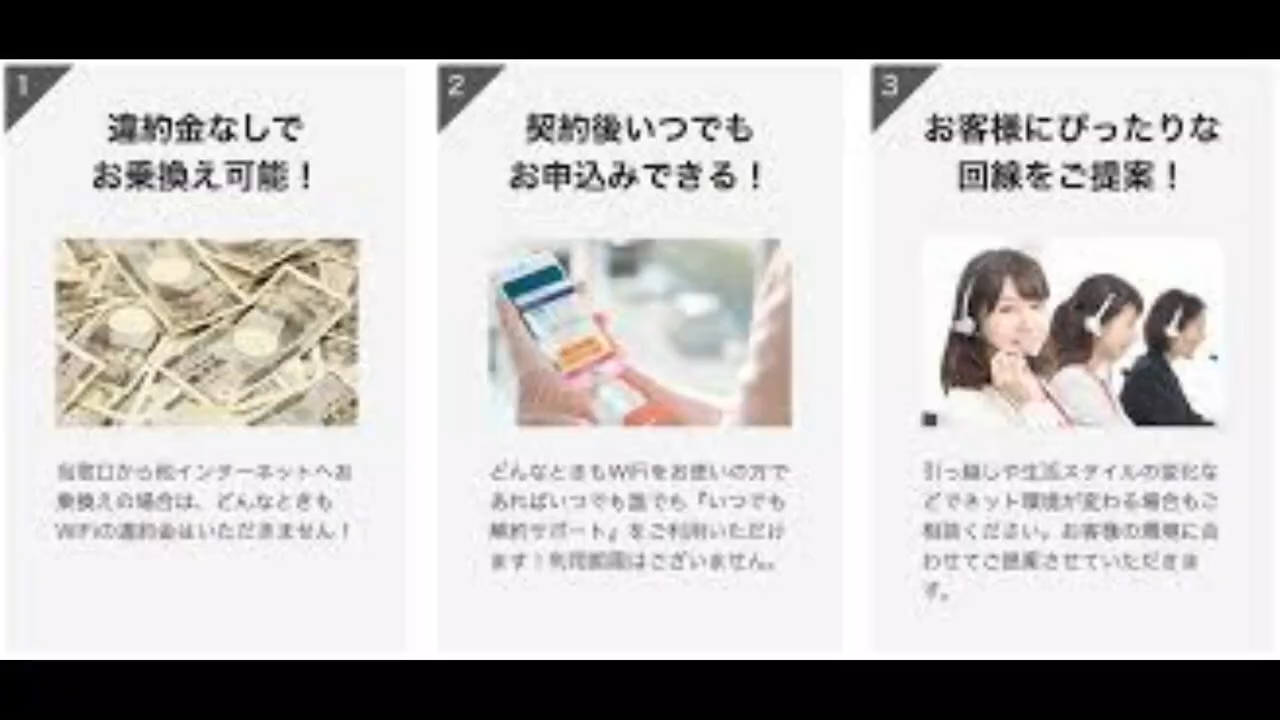 1
違約金なしで
お乗換え可能！
当窓口から他インターネットへお
乗換えの場合は、どんなときも
WiFiの違約金はいただきません！
2
契約後いつでも
お申込みできる！
どんなときもWiFiをお使いの方で
あればいつでも誰でも『いつでも
解約サポート』をご利用いただけ
ます！利用期限はございません。
3
お客様にぴったりな
回線をご提案！
引っ越しや生活スタイルの変化な
どでネット環境が変わる場合もご
相談ください。お客様の環境に合
わせてご提案させていただきま
す。